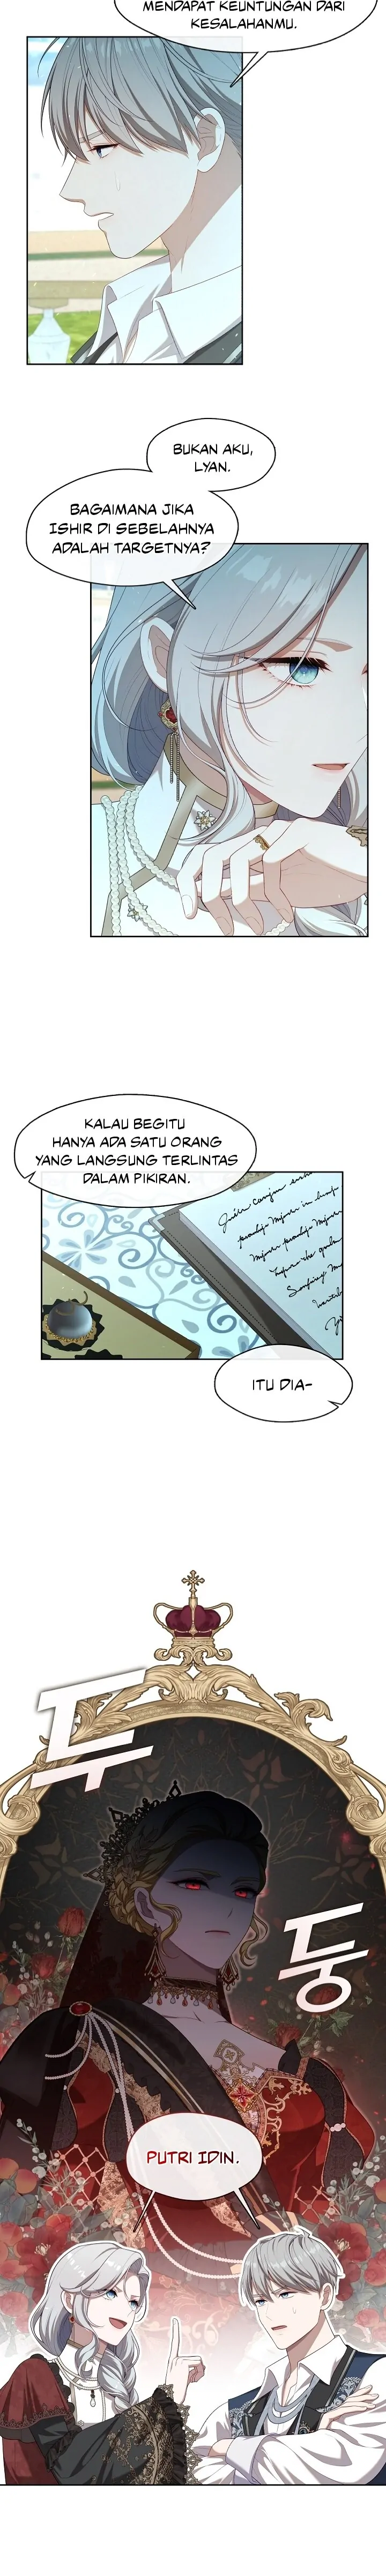 MENDAPAT KEUNTUNGAN DARI
KESALAHANMU.
BUKAN AKU,
LYAN.
BAGAIMANA JIKA
ISHIR DI SEBELAHNYA
ADALAH TARGETNYA?
KALAU BEGITU
HANYA ADA SATU ORANG
YANG LANGSUNG TERLINTAS
DALAM PIKIRAN.
ITU DIA-
두
둥
PUTRI IDIN.